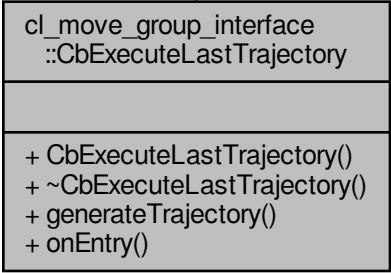 cl_move_group_interface
::CbExecuteLastTrajectory
+ CbExecuteLastTrajectory()
+ ~CbExecuteLastTrajectory()
+ generateTrajectory()
+ onEntry()